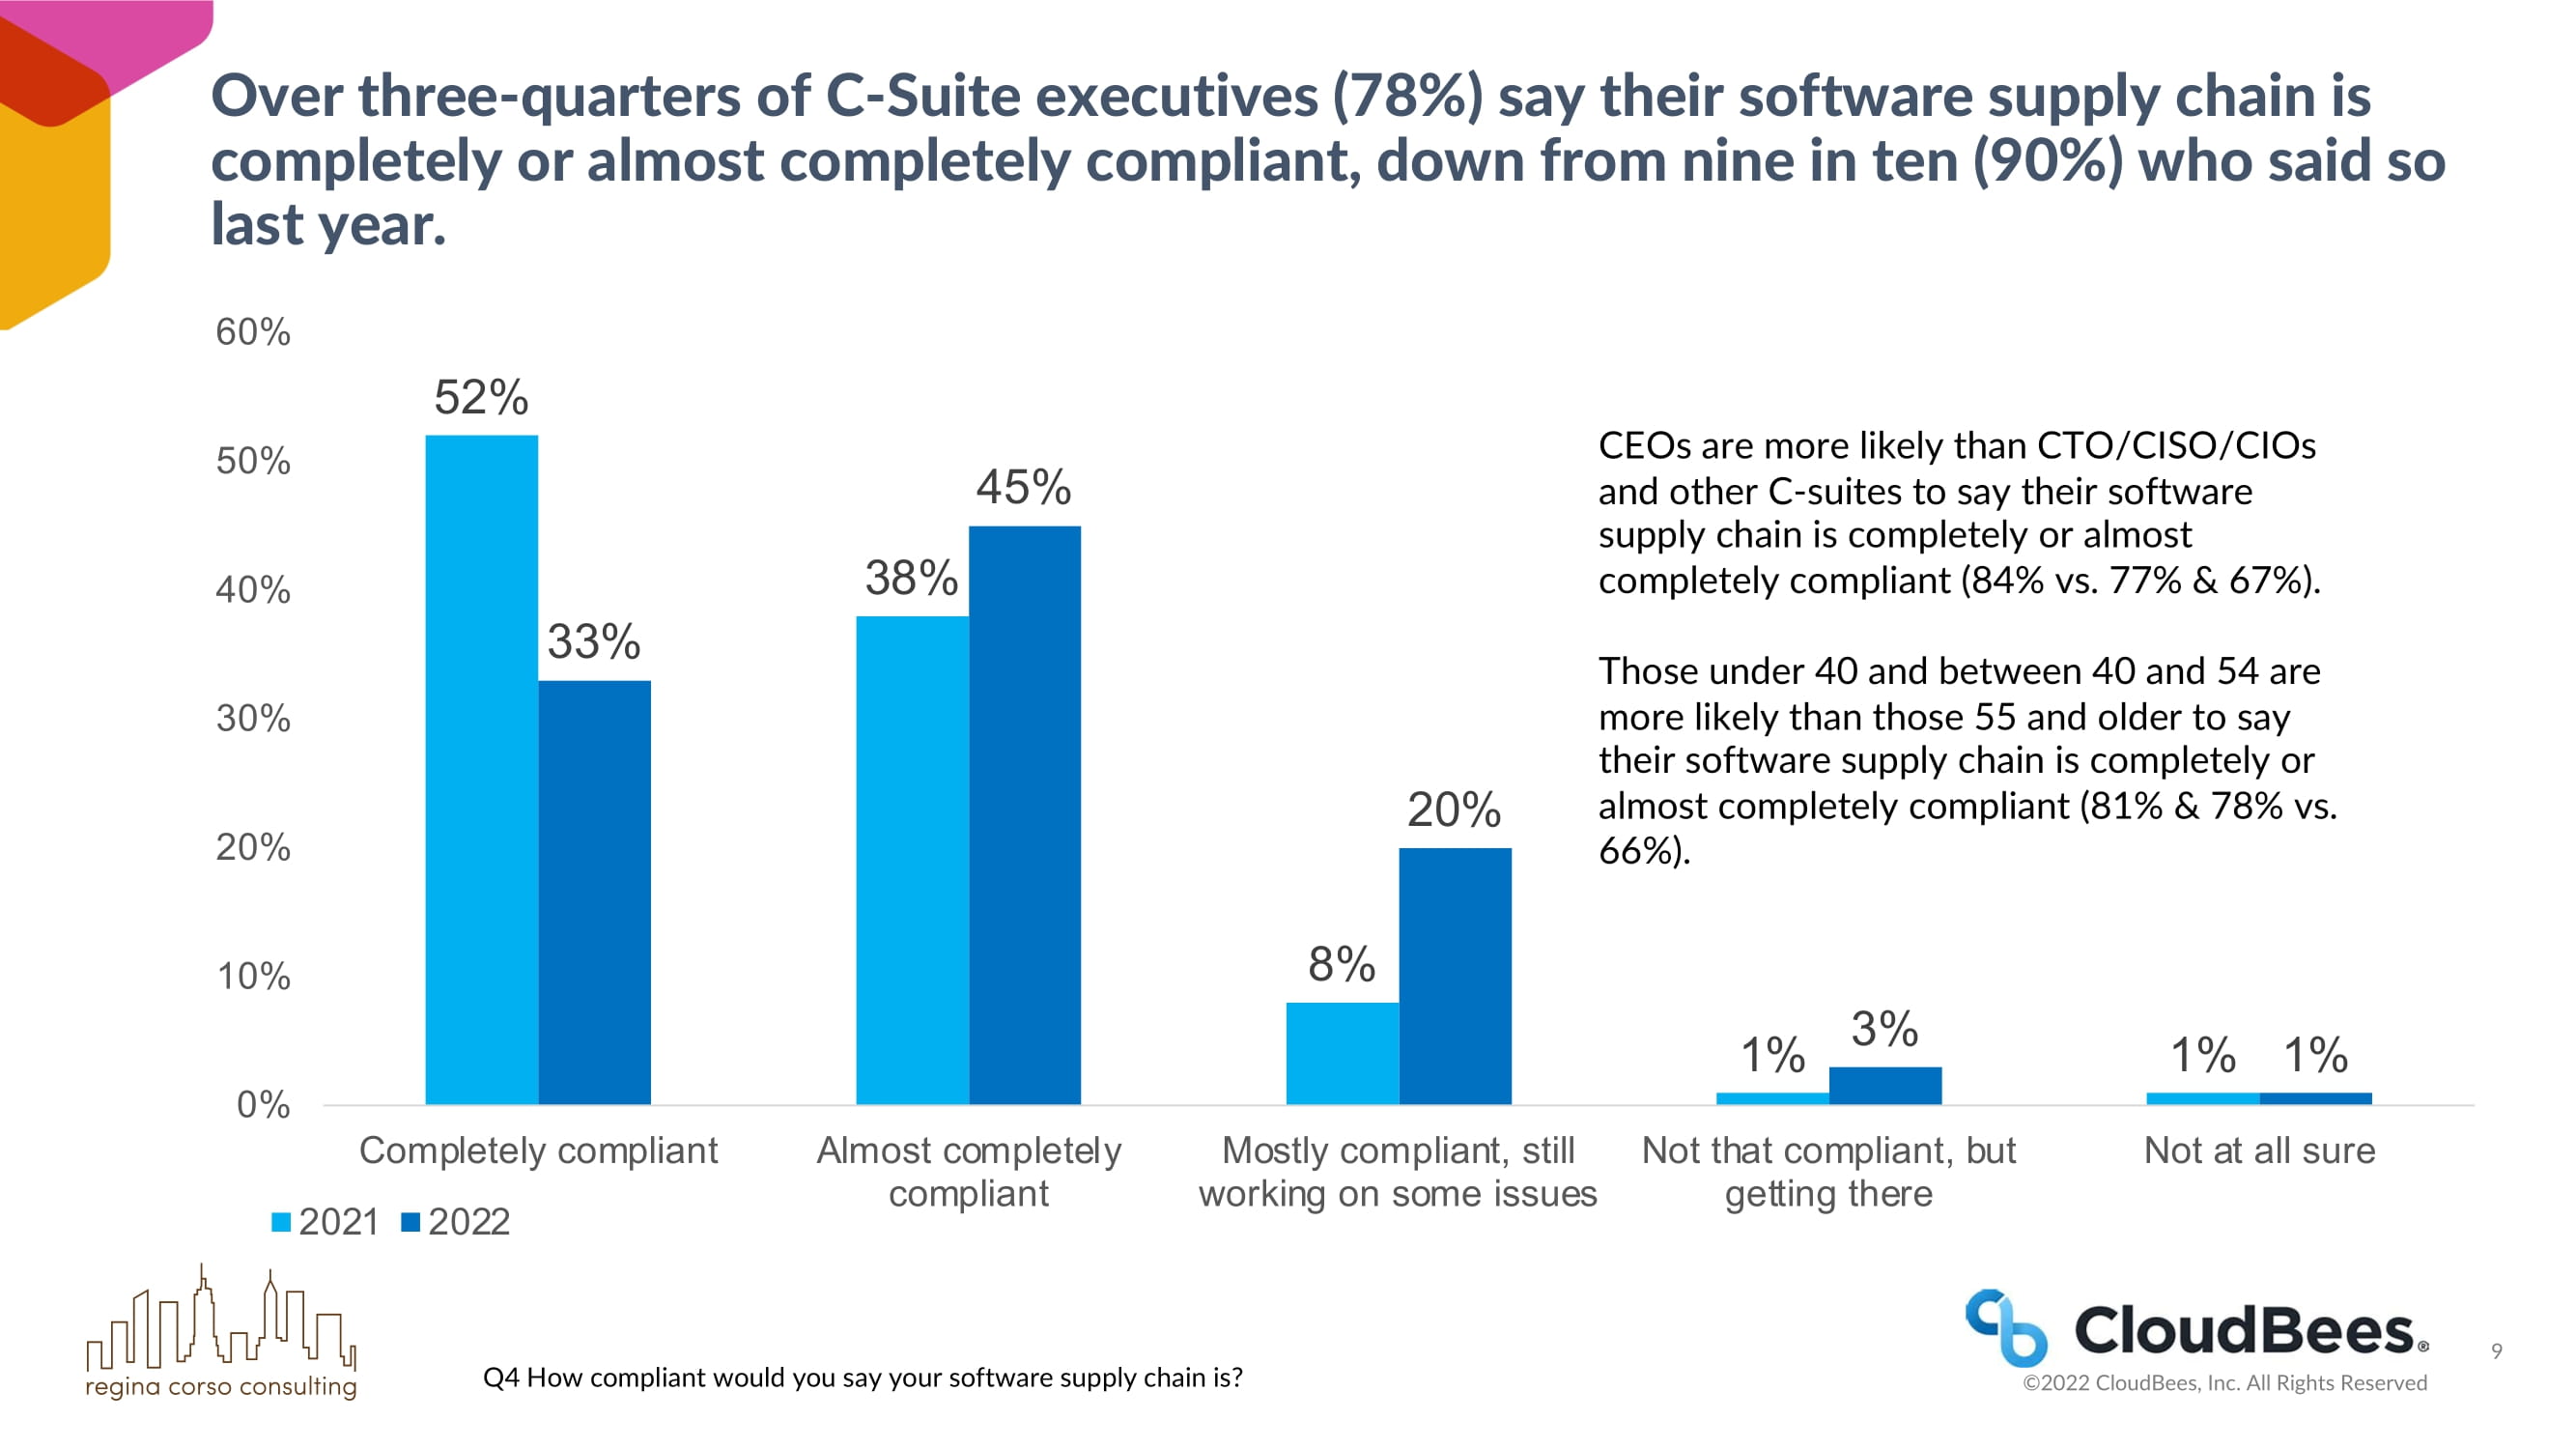 Over three-quarters of C-Suite executives (78%) say their software supply chain is
completely or almost completely compliant, down from nine in ten (90%) who said so
last year.
60%
50%
40%
30%
20%
10%
0%
52%
33%
38%
45%
8%
20%
1%
3%
1%
1%
CEOs are more likely than CTO/CISO/CIOs
and other C-suites to say their software
supply chain is completely or almost
completely compliant (84% vs. 77% & 67%).
Those under 40 and between 40 and 54 are
more likely than those 55 and older to say
their software supply chain is completely or
almost completely compliant (81% & 78% vs.
66%).
Completely compliant
Almost completely
compliant
Mostly compliant, still
working on some issues
Not that compliant, but
getting there
Not at all sure
2021 2022
regina corso consulting
Q4 How compliant would you say your software supply chain is?
CloudBees®
©2022 CloudBees, Inc. All Rights Reserved
9